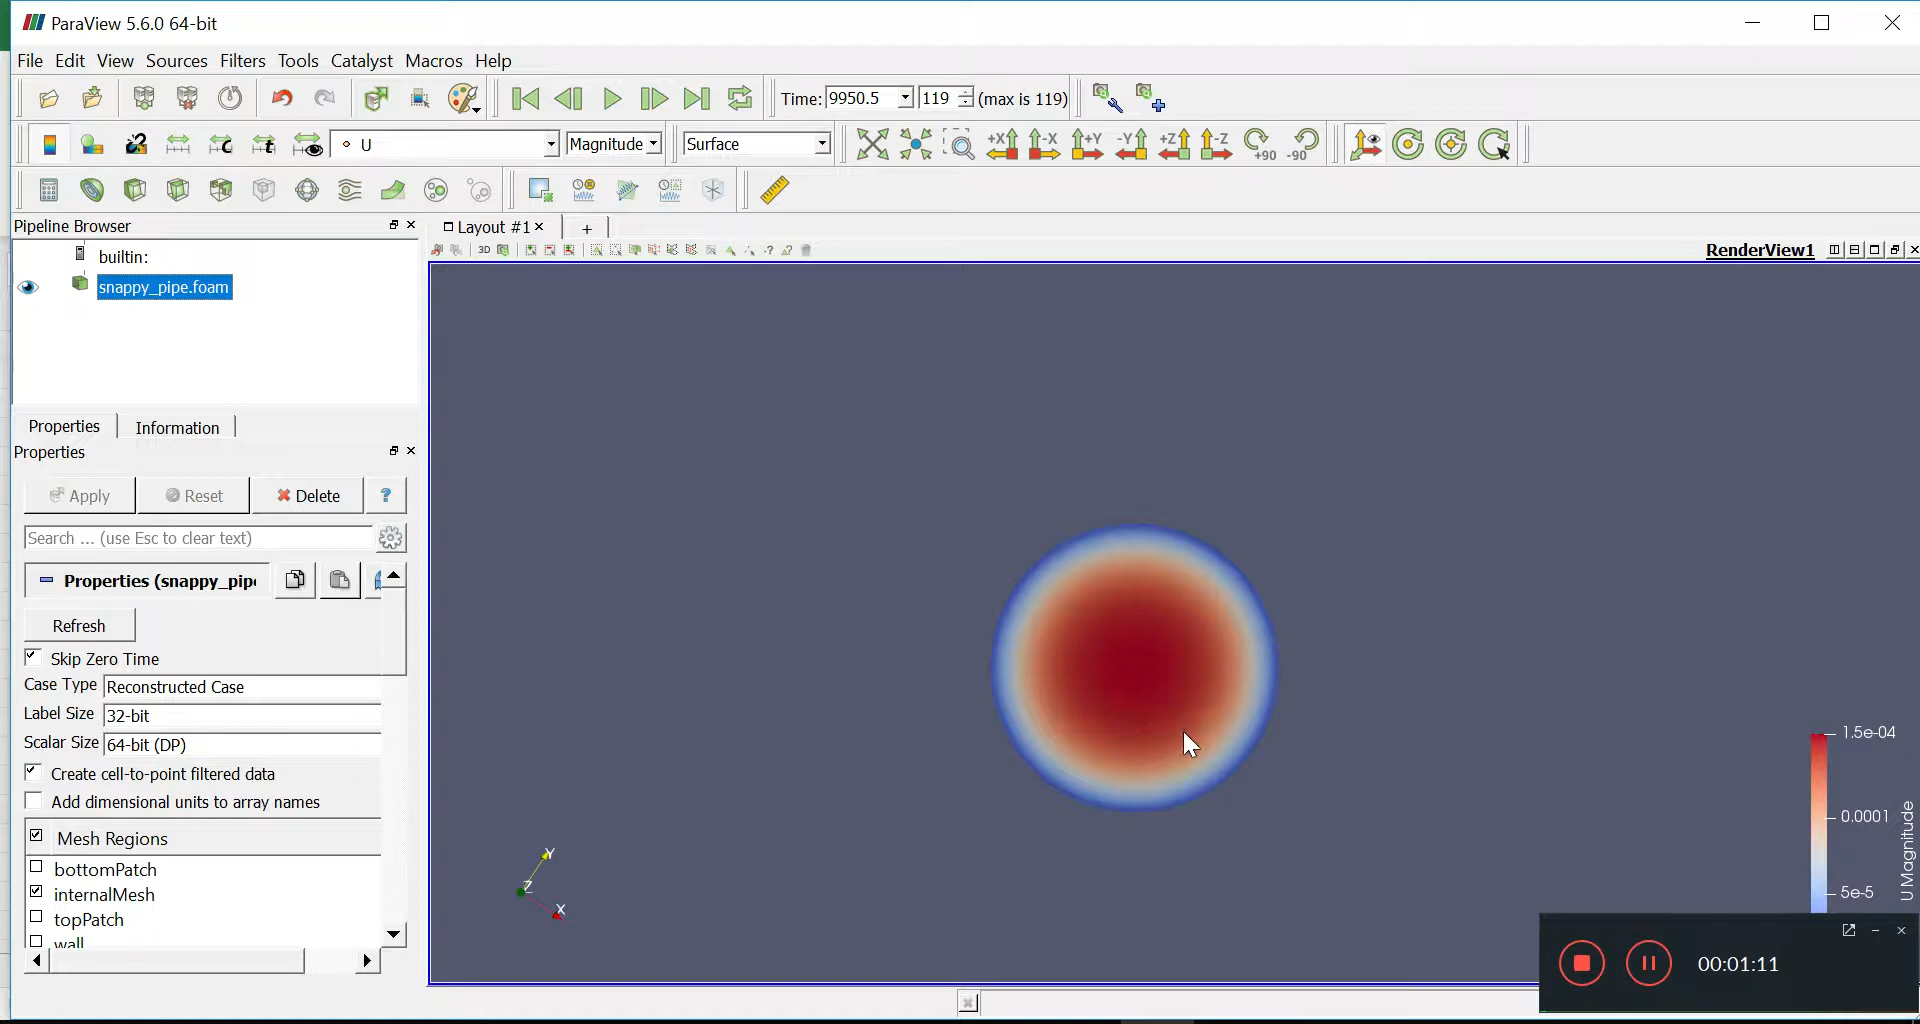 ParaView 5.6.0 64-bit
File Edit View Sources Filters Tools Catalyst Macros Help
Time: 9950.5 119 (max is 119)
U Magnitude Surface +X -X +Y -Y +Z -Z +90 -90
Pipeline Browser
Layout #1 +
3D
RenderView1
builtin:
snappy_pipe.foam
Properties Information
Properties
Apply Reset Delete ?
Search ... (use Esc to clear text)
Properties (snappy_pipe
Refresh
Skip Zero Time
Case Type Reconstructed Case
Label Size 32-bit
Scalar Size 64-bit (DP)
Create cell-to-point filtered data
Add dimensional units to array names
Mesh Regions
bottomPatch
internalMesh
topPatch
wall
Y
Z
X
1.5e-04
0.0001
5e-5
U Magnitude
00:01:11